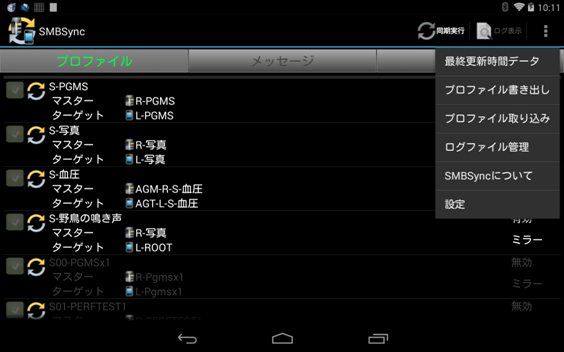 10:11
SMBSync
同期実行
ログ表示
プロファイル
メッセージ
最終更新時間データ
プロファイル書き出し
プロファイル取り込み
ログファイル管理
SMBSyncについて
設定
S-PGMS
マスター
R-PGMS
ターゲット
L-PGMS
S-写真
マスター
R-写真
ターゲット
L-写真
S-血圧
マスター
AGM-R-S-血圧
ターゲット
AGT-L-S-血圧
S-野鳥の鳴き声
有効
マスター
R-写真
ミラー
ターゲット
L-ROOT
S00-PGMSx1
無効
マスター
R-Pgmsx1
ミラー
ターゲット
L-Pgmsx1
S01-PERFTEST1
無効
マスター